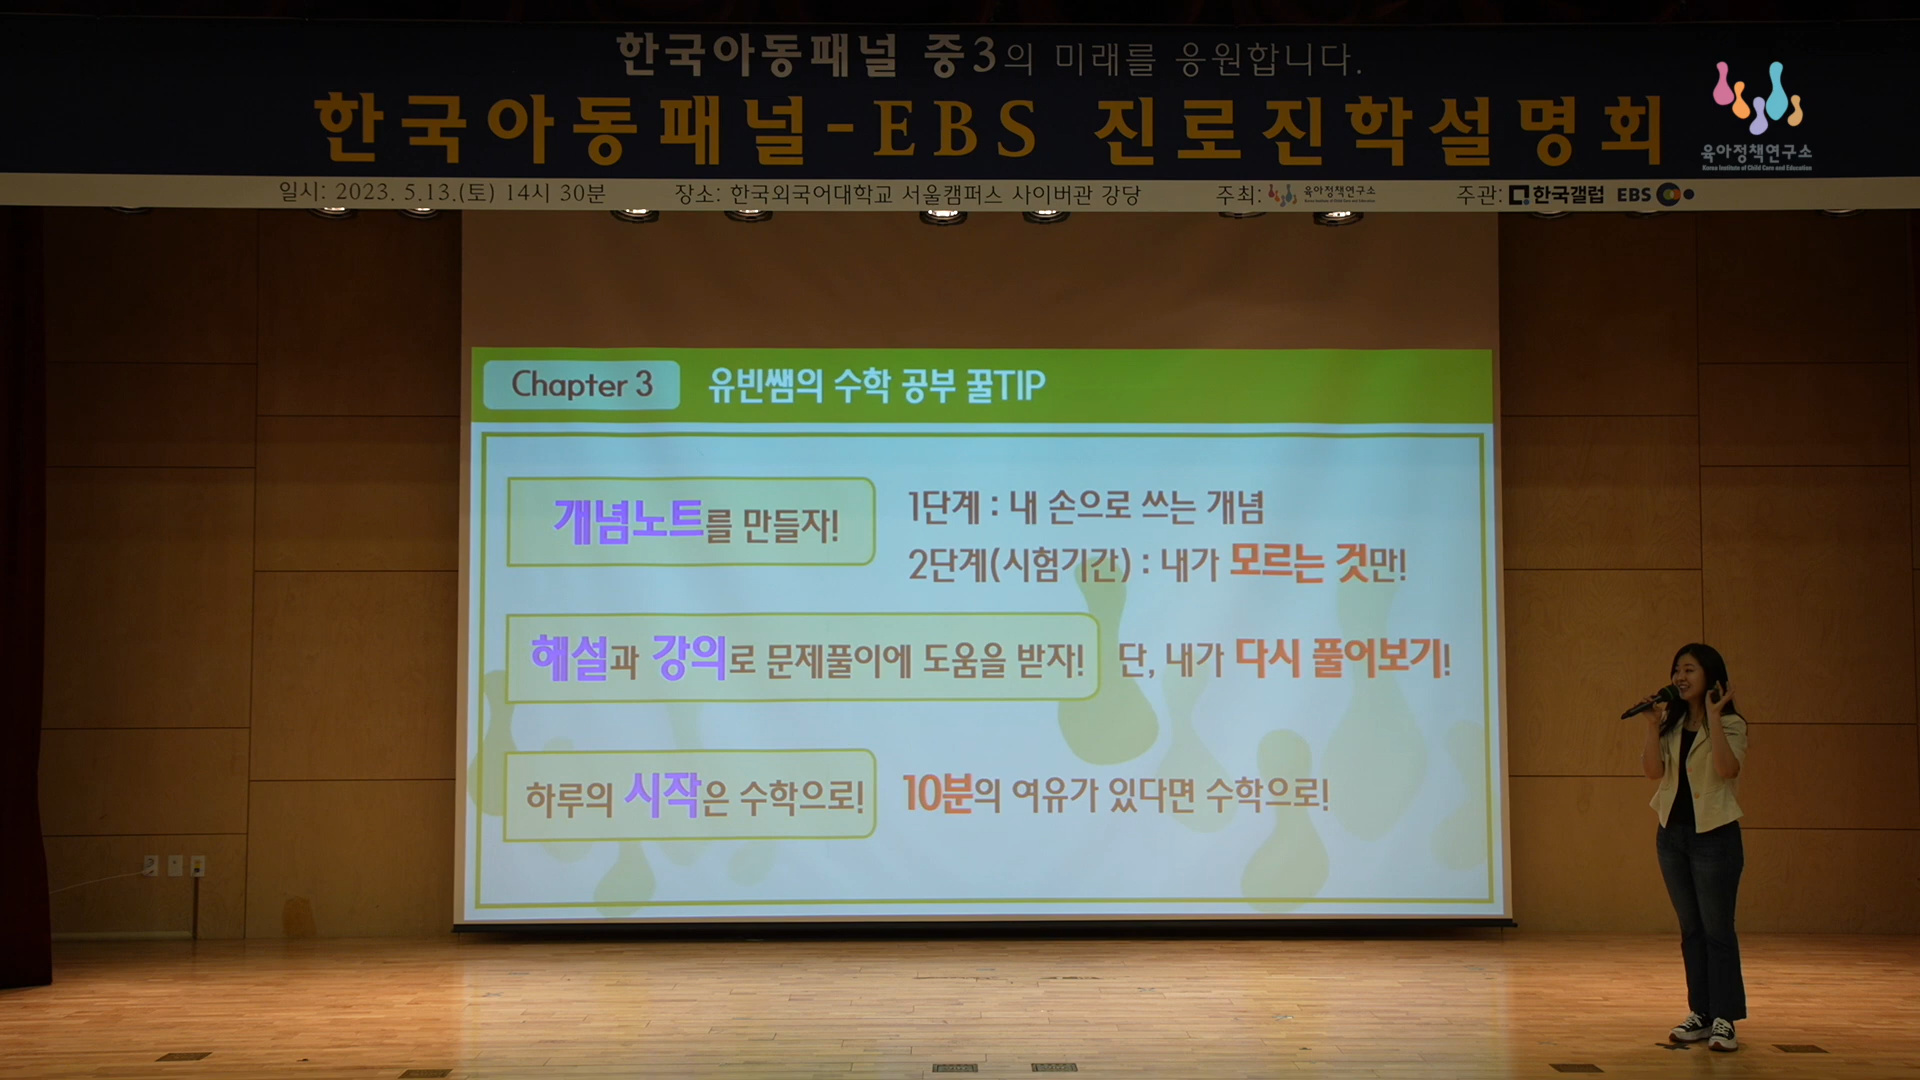 한국아동패널 중3의 미래를 응원합니다.
한국아동패널-EBS 진로진학설명회
육아정책연구소
Korea Institute of Child Care and Education
일시: 2023. 5.13.(토) 14시 30분 장소: 한국외국어대학교 서울캠퍼스 사이버관 강당 주최: 육아정책연구소 주관: 한국갤럽 EBS
Chapter 3 유빈쌤의 수학 공부 꿀TIP
개념노트를 만들자!
1단계 : 내 손으로 쓰는 개념
2단계(시험기간) : 내가 모르는 것만!
해설과 강의로 문제풀이에 도움을 받자! 단, 내가 다시 풀어보기!
하루의 시작은 수학으로! 10분의 여유가 있다면 수학으로!